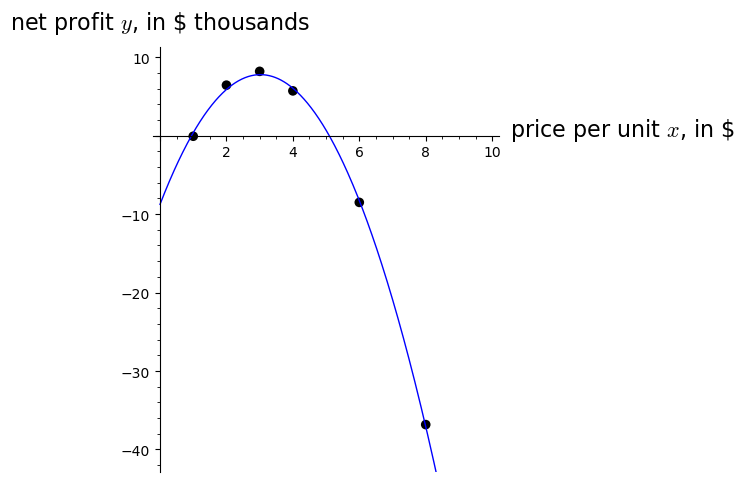 net profit y, in $ thousands
10
price per unit x, in $
2 4 6 8 10
−10
−20
−30
−40